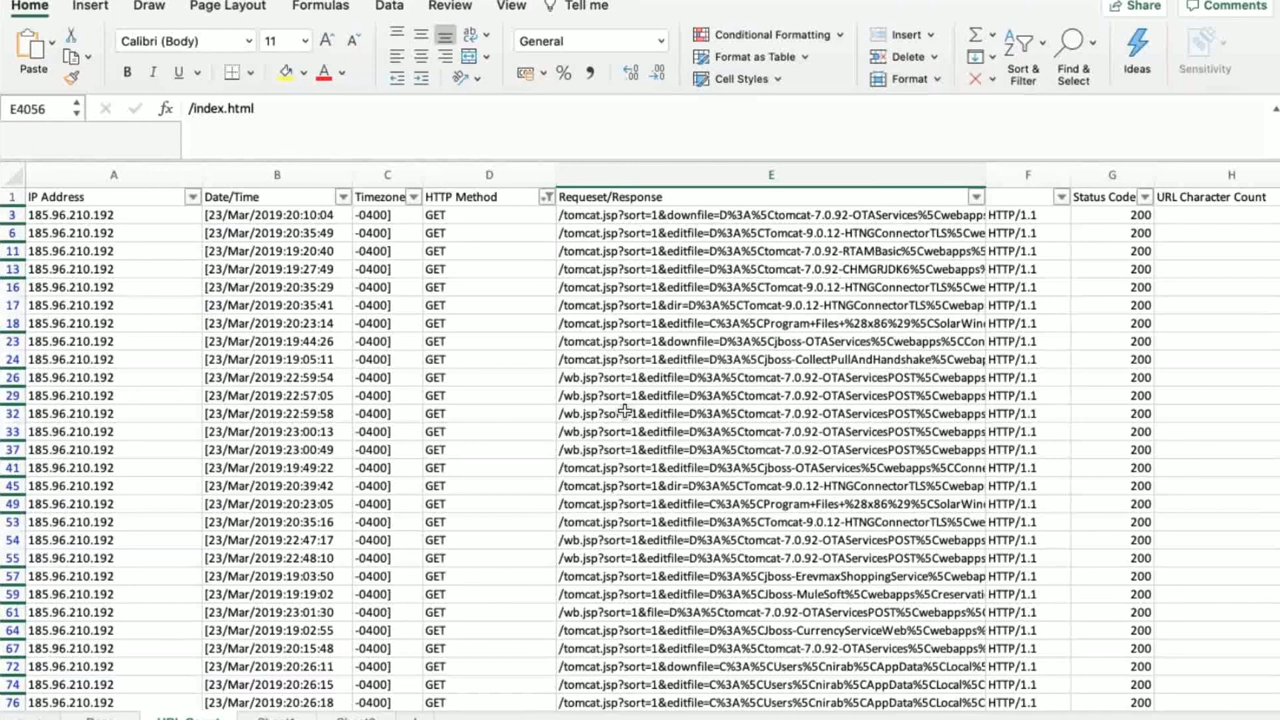 Home Insert Draw Page Layout Formulas Data Review View Tell me Share Comments
Paste
Calibri (Body) 11
B I U
General
Conditional Formatting
Format as Table
Cell Styles
Insert
Delete
Format
Sort & Filter
Find & Select
Ideas
Sensitivity
E4056 fx /index.html
A B C D E F G H
1 IP Address Date/Time Timezone HTTP Method Requeset/Response Status Code URL Character Count
3 185.96.210.192 [23/Mar/2019:20:10:04 -0400] GET /tomcat.jsp?sort=1&downfile=D%3A%5Ctomcat-7.0.92-OTAServices%5Cwebapps HTTP/1.1 200
6 185.96.210.192 [23/Mar/2019:20:35:49 -0400] GET /tomcat.jsp?sort=1&editfile=D%3A%5CTomcat-9.0.12-HTNGConnectorTLS%5Cwe HTTP/1.1 200
11 185.96.210.192 [23/Mar/2019:19:20:40 -0400] GET /tomcat.jsp?sort=1&editfile=D%3A%5Ctomcat-7.0.92-RTAMBasic%5Cwebapps%5 HTTP/1.1 200
13 185.96.210.192 [23/Mar/2019:19:27:49 -0400] GET /tomcat.jsp?sort=1&editfile=D%3A%5Ctomcat-7.0.92-CHMGRJDK6%5Cwebapps HTTP/1.1 200
16 185.96.210.192 [23/Mar/2019:20:35:29 -0400] GET /tomcat.jsp?sort=1&editfile=D%3A%5CTomcat-9.0.12-HTNGConnectorTLS%5Cwe HTTP/1.1 200
17 185.96.210.192 [23/Mar/2019:20:35:41 -0400] GET /tomcat.jsp?sort=1&dir=D%3A%5CTomcat-9.0.12-HTNGConnectorTLS%5Cwebap HTTP/1.1 200
18 185.96.210.192 [23/Mar/2019:20:23:14 -0400] GET /tomcat.jsp?sort=1&editfile=C%3A%5CProgram+Files+%28x86%29%5CSolarWin HTTP/1.1 200
23 185.96.210.192 [23/Mar/2019:19:44:26 -0400] GET /tomcat.jsp?sort=1&downfile=D%3A%5Cjboss-OTAServices%5Cwebapps%5CCon HTTP/1.1 200
24 185.96.210.192 [23/Mar/2019:19:05:11 -0400] GET /tomcat.jsp?sort=1&editfile=D%3A%5Cjboss-CollectPullAndHandshake%5Cwebap HTTP/1.1 200
26 185.96.210.192 [23/Mar/2019:22:59:54 -0400] GET /wb.jsp?sort=1&editfile=D%3A%5Ctomcat-7.0.92-OTAServicesPOST%5Cwebapps HTTP/1.1 200
29 185.96.210.192 [23/Mar/2019:22:57:05 -0400] GET /wb.jsp?sort=1&editfile=D%3A%5Ctomcat-7.0.92-OTAServicesPOST%5Cwebapps HTTP/1.1 200
32 185.96.210.192 [23/Mar/2019:22:59:58 -0400] GET /wb.jsp?sort=1&editfile=D%3A%5Ctomcat-7.0.92-OTAServicesPOST%5Cwebapps HTTP/1.1 200
33 185.96.210.192 [23/Mar/2019:23:00:13 -0400] GET /wb.jsp?sort=1&editfile=D%3A%5Ctomcat-7.0.92-OTAServicesPOST%5Cwebapps HTTP/1.1 200
37 185.96.210.192 [23/Mar/2019:23:00:49 -0400] GET /wb.jsp?sort=1&editfile=D%3A%5Ctomcat-7.0.92-OTAServicesPOST%5Cwebapps HTTP/1.1 200
41 185.96.210.192 [23/Mar/2019:19:49:22 -0400] GET /tomcat.jsp?sort=1&editfile=D%3A%5Cjboss-OTAServices%5Cwebapps%5CConne HTTP/1.1 200
45 185.96.210.192 [23/Mar/2019:20:39:42 -0400] GET /tomcat.jsp?sort=1&dir=D%3A%5CTomcat-9.0.12-HTNGConnectorTLS%5Cwebap HTTP/1.1 200
49 185.96.210.192 [23/Mar/2019:20:23:05 -0400] GET /tomcat.jsp?sort=1&editfile=C%3A%5CProgram+Files+%28x86%29%5CSolarWin HTTP/1.1 200
53 185.96.210.192 [23/Mar/2019:20:35:16 -0400] GET /tomcat.jsp?sort=1&editfile=D%3A%5CTomcat-9.0.12-HTNGConnectorTLS%5Cwe HTTP/1.1 200
54 185.96.210.192 [23/Mar/2019:22:47:17 -0400] GET /wb.jsp?sort=1&editfile=D%3A%5Ctomcat-7.0.92-OTAServicesPOST%5Cwebapps HTTP/1.1 200
55 185.96.210.192 [23/Mar/2019:22:48:10 -0400] GET /wb.jsp?sort=1&editfile=D%3A%5Ctomcat-7.0.92-OTAServicesPOST%5Cwebapps HTTP/1.1 200
57 185.96.210.192 [23/Mar/2019:19:03:50 -0400] GET /tomcat.jsp?sort=1&editfile=D%3A%5Cjboss-ErevmaxShoppingService%5Cwebap HTTP/1.1 200
59 185.96.210.192 [23/Mar/2019:19:19:02 -0400] GET /tomcat.jsp?sort=1&editfile=D%3A%5CJboss-MuleSoft%5Cwebapps%5Creservati HTTP/1.1 200
61 185.96.210.192 [23/Mar/2019:23:01:30 -0400] GET /wb.jsp?sort=1&file=D%3A%5Ctomcat-7.0.92-OTAServicesPOST%5Cwebapps%5C HTTP/1.1 200
64 185.96.210.192 [23/Mar/2019:19:02:55 -0400] GET /tomcat.jsp?sort=1&editfile=D%3A%5CJboss-CurrencyServiceWeb%5Cwebapps% HTTP/1.1 200
67 185.96.210.192 [23/Mar/2019:20:15:48 -0400] GET /tomcat.jsp?sort=1&editfile=D%3A%5Ctomcat-7.0.92-OTAServices%5Cwebapps% HTTP/1.1 200
72 185.96.210.192 [23/Mar/2019:20:26:11 -0400] GET /tomcat.jsp?sort=1&downfile=C%3A%5CUsers%5Cnirab%5CAppData%5CLocal%5 HTTP/1.1 200
74 185.96.210.192 [23/Mar/2019:20:26:15 -0400] GET /tomcat.jsp?sort=1&editfile=C%3A%5CUsers%5Cnirab%5CAppData%5CLocal%5C HTTP/1.1 200
76 185.96.210.192 [23/Mar/2019:20:26:18 -0400] GET /tomcat.jsp?sort=1&editfile=C%3A%5CUsers%5Cnirab%5CAppData%5CLocal%5C HTTP/1.1 200